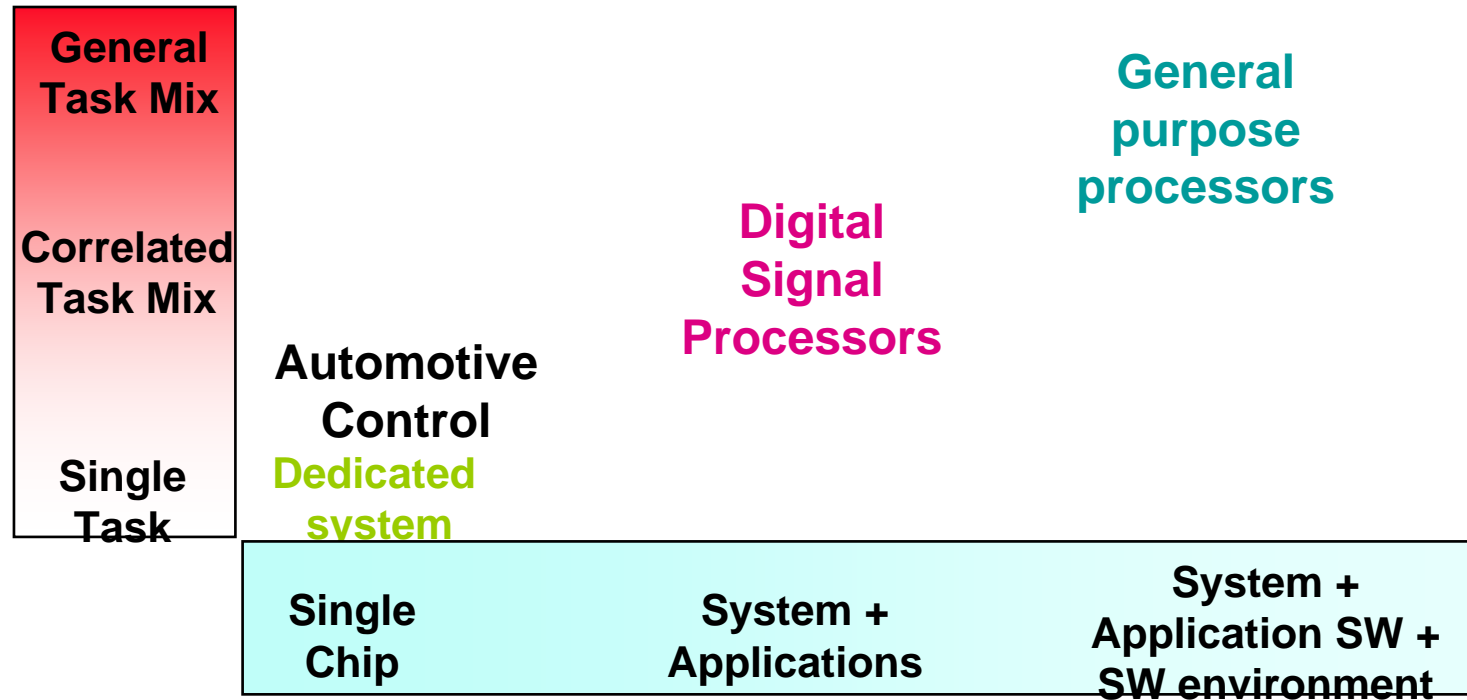 General
Task Mix
Correlated
Task Mix
Single
Task
Automotive
Control
Dedicated
system
Digital
Signal
Processors
General
purpose
processors
Single
Chip
System +
Applications
System +
Application SW +
SW environment